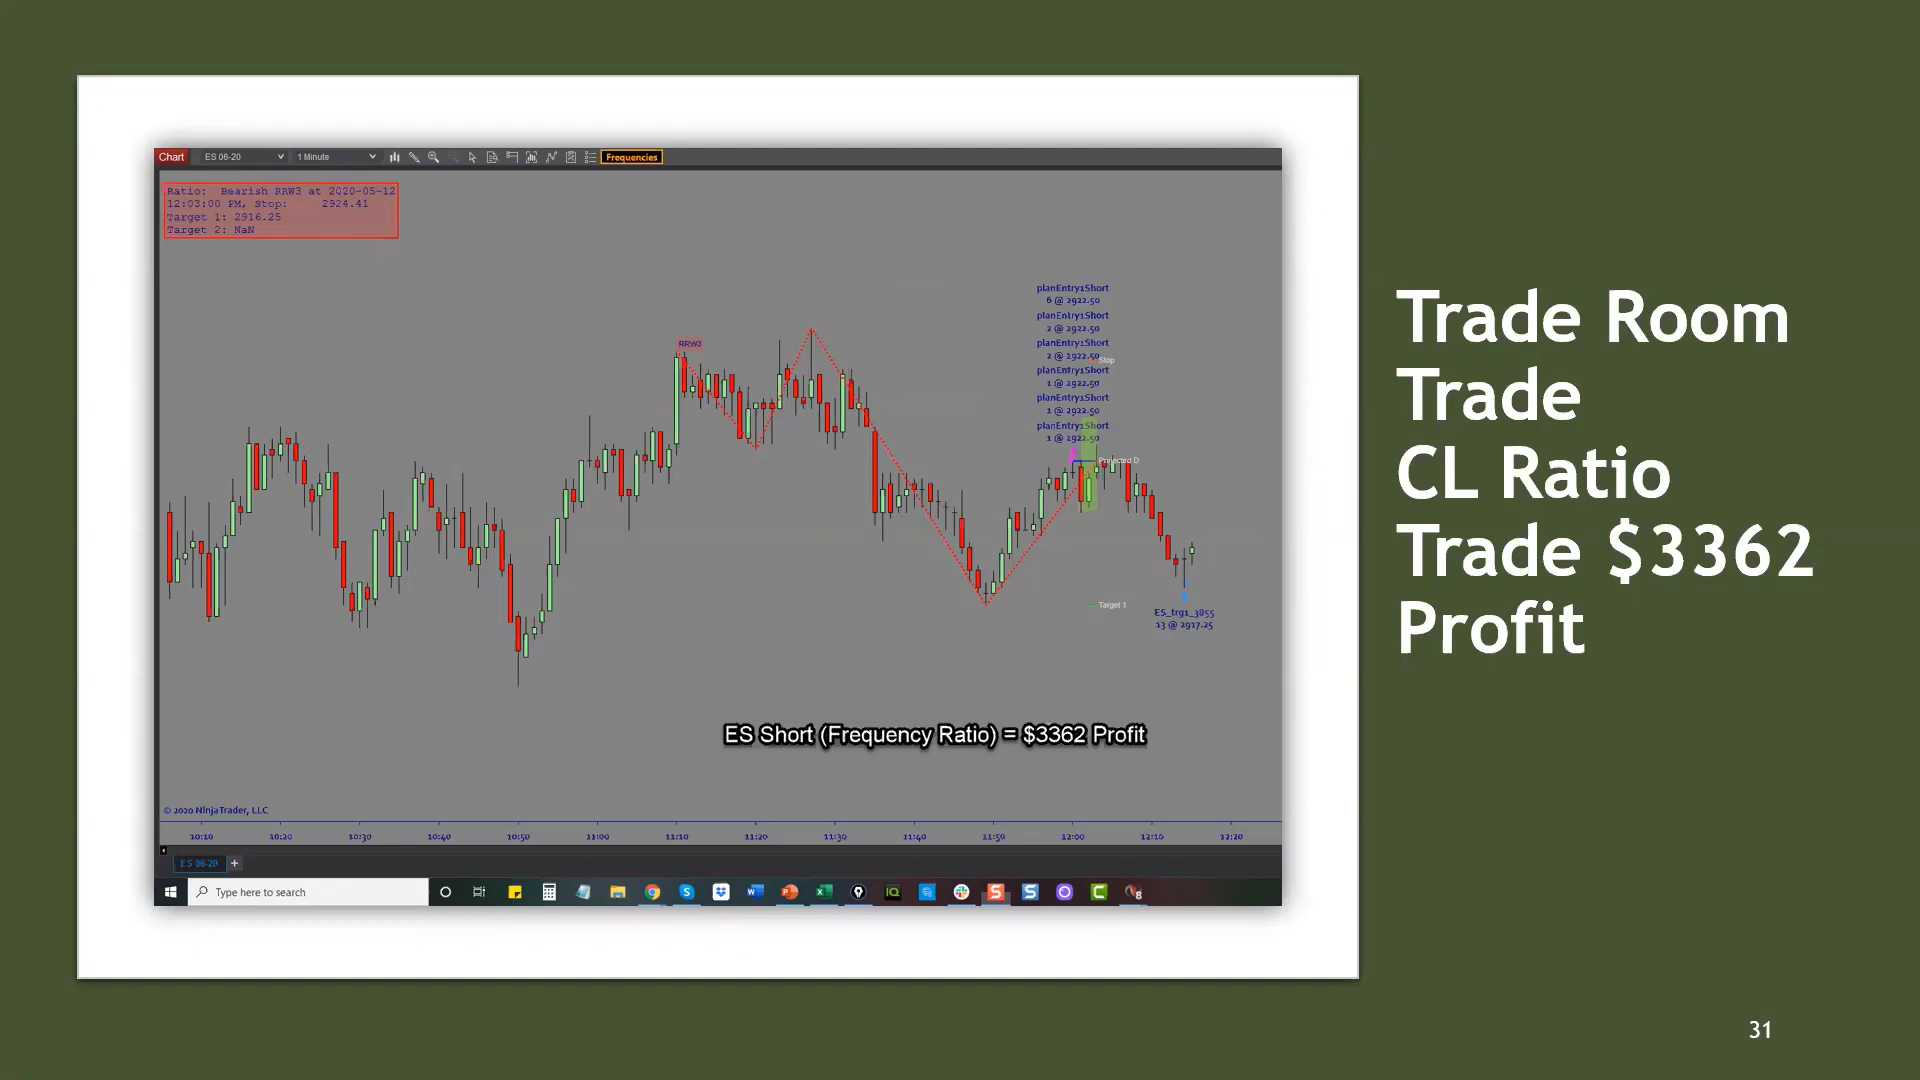 Chart ES 06-20 1 Minute Frequencies
Ratio: Bearish RRW3 at 2020-05-12
12:03:00 PM, Stop: 2924.41
Target 1: 2916.25
Target 2: NaN
planEntry1Short
6 @ 2922.50
planEntry1Short
2 @ 2922.50
planEntry1Short
2 @ 2922.50
Stop
planEntry1Short
1 @ 2922.50
planEntry1Short
1 @ 2922.50
planEntry1Short
1 @ 2922.50
RRW3
Projected D
Target 1
ES_trg1_3855
13 @ 2917.25
ES Short (Frequency Ratio) = $3362 Profit
© 2020 NinjaTrader, LLC
10:10 10:20 10:30 10:40 10:50 11:00 11:10 11:20 11:30 11:40 11:50 12:00 12:10 12:20
ES 06-20 +
Type here to search
Trade Room
Trade
CL Ratio
Trade $3362
Profit
31